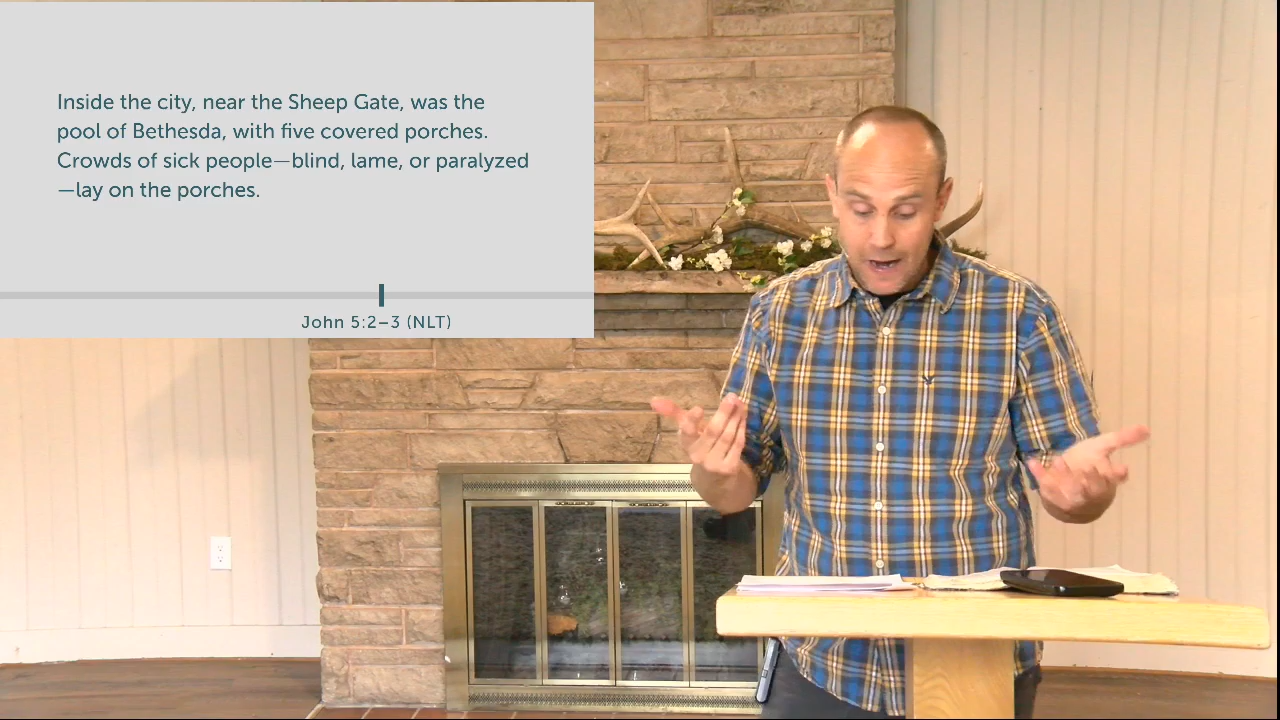 Inside the city, near the Sheep Gate, was the
pool of Bethesda, with five covered porches.
Crowds of sick people—blind, lame, or paralyzed
—lay on the porches.
John 5:2–3 (NLT)